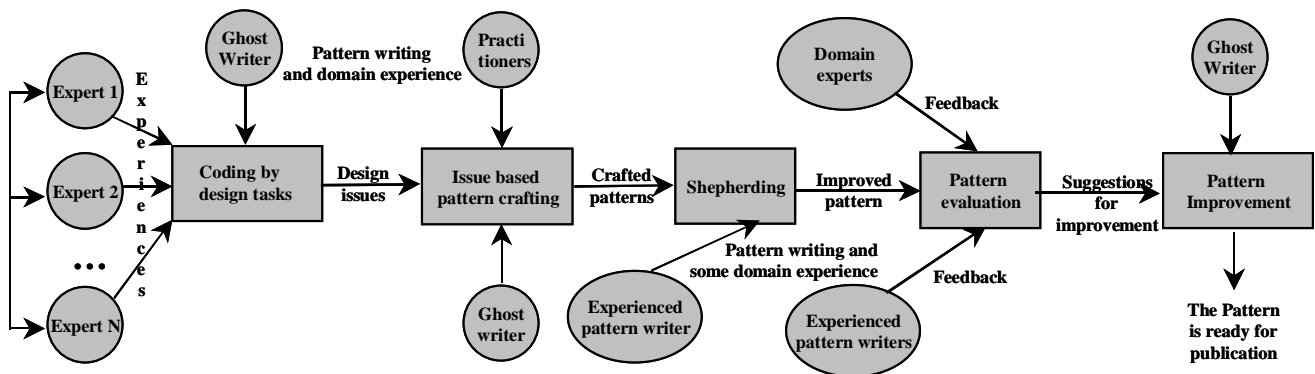 Expert 1
Expert 2
...
Expert N
Experiences
Ghost
Writer
Coding by
design tasks
Pattern writing
and domain experience
Design
issues
Practi
tioners
Issue based
pattern crafting
Ghost
writer
Crafted
patterns
Shepherding
Experienced
pattern writer
Pattern writing and
some domain experience
Improved
pattern
Domain
experts
Feedback
Pattern
evaluation
Feedback
Experienced
pattern writers
Suggestions
for
improvement
Ghost
Writer
Pattern
Improvement
The Pattern
is ready for
publication